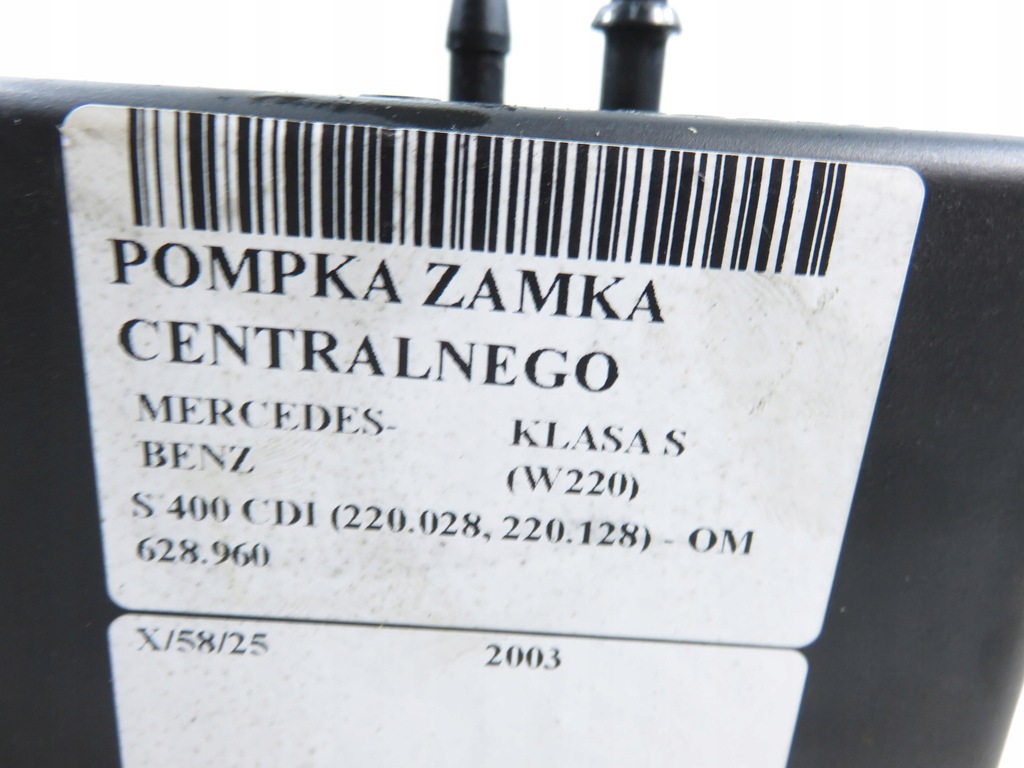 POMPKA ZAMKA
CENTRALNEGO
MERCEDES-
BENZ
KLASA S
(W220)
S 400 CDI (220.028, 220.128) - OM
628.960
X/58/25 2003